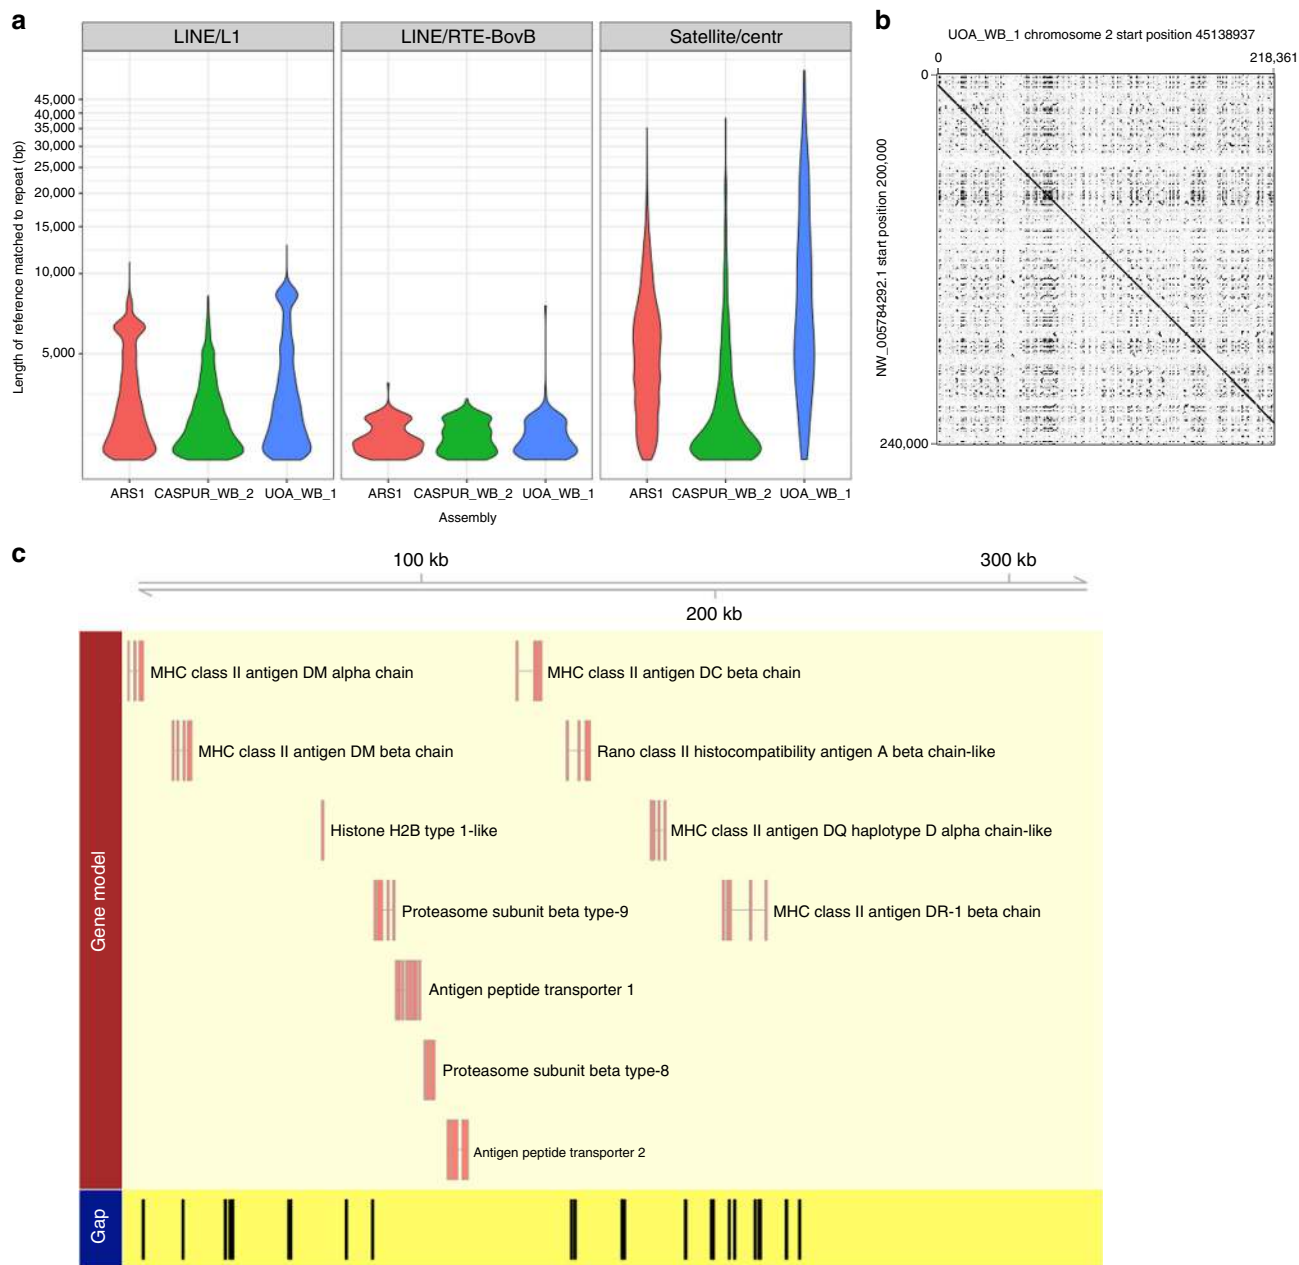 a
LINE/L1
LINE/RTE-BovB
Satellite/centr
Length of reference matched to repeat (bp)
45,000
40,000
35,000
30,000
25,000
20,000
15,000
10,000
5,000
ARS1
CASPUR_WB_2
UOA_WB_1
ARS1
CASPUR_WB_2
UOA_WB_1
ARS1
CASPUR_WB_2
UOA_WB_1
Assembly
b
UOA_WB_1 chromosome 2 start position 45138937
0
218,361
0
NW_005784292.1 start position 200,000
240,000
c
100 kb
300 kb
200 kb
Gene model
MHC class II antigen DM alpha chain
MHC class II antigen DC beta chain
MHC class II antigen DM beta chain
Rano class II histocompatibility antigen A beta chain-like
Histone H2B type 1-like
MHC class II antigen DQ haplotype D alpha chain-like
Proteasome subunit beta type-9
MHC class II antigen DR-1 beta chain
Antigen peptide transporter 1
Proteasome subunit beta type-8
Antigen peptide transporter 2
Gap